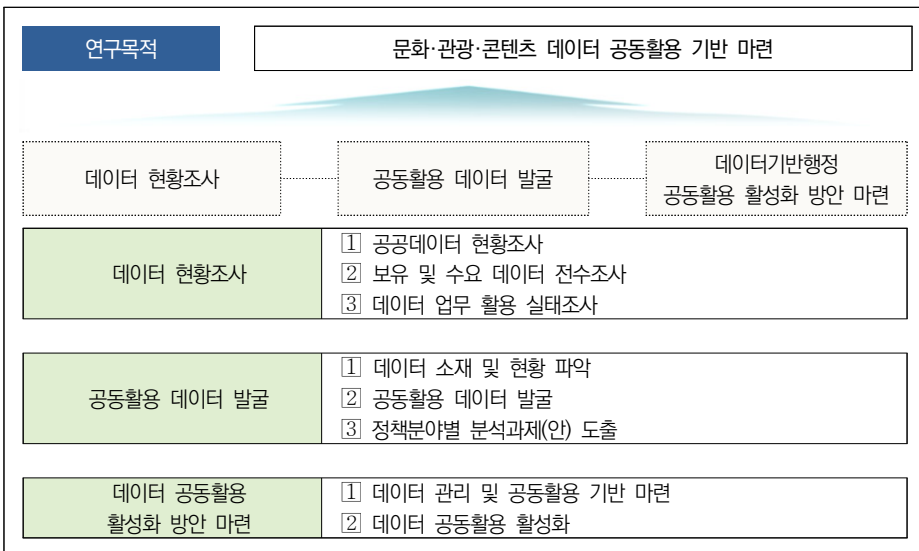 연구목적
문화·관광·콘텐츠 데이터 공동활용 기반 마련
데이터 현황조사
공동활용 데이터 발굴
데이터기반행정
공동활용 활성화 방안 마련
데이터 현황조사
1 공공데이터 현황조사
2 보유 및 수요 데이터 전수조사
3 데이터 업무 활용 실태조사
공동활용 데이터 발굴
1 데이터 소재 및 현황 파악
2 공동활용 데이터 발굴
3 정책분야별 분석과제(안) 도출
데이터 공동활용
활성화 방안 마련
1 데이터 관리 및 공동활용 기반 마련
2 데이터 공동활용 활성화